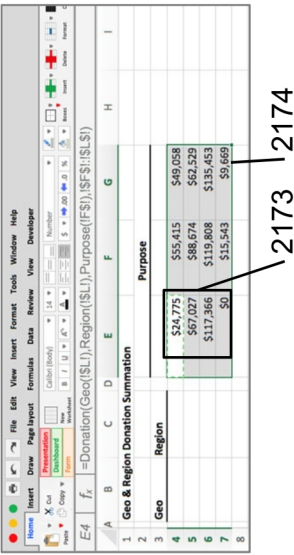 File Edit View Insert Format Tools Window Help
Home Insert Draw Page layout Formulas Data Review View Developer
Paste Cut Copy New Worksheet Presentation Dashboard Form Calibri (Body) 14 B I U A Number $ .00 .0 % Boxes Insert Delete Format
E4 fx =Donation(Geo(!$L!),Region(!$L!),Purpose(!F$!),!$F$!:!$L$!)
A B C D E F G H I
1 Geo & Region Donation Summation
2 Purpose
3 Geo Region
4 $24,775 $55,415 $49,058
5 $67,027 $88,674 $62,529
6 $117,366 $119,808 $135,453
7 $0 $15,543 $9,669
8
2173 2174